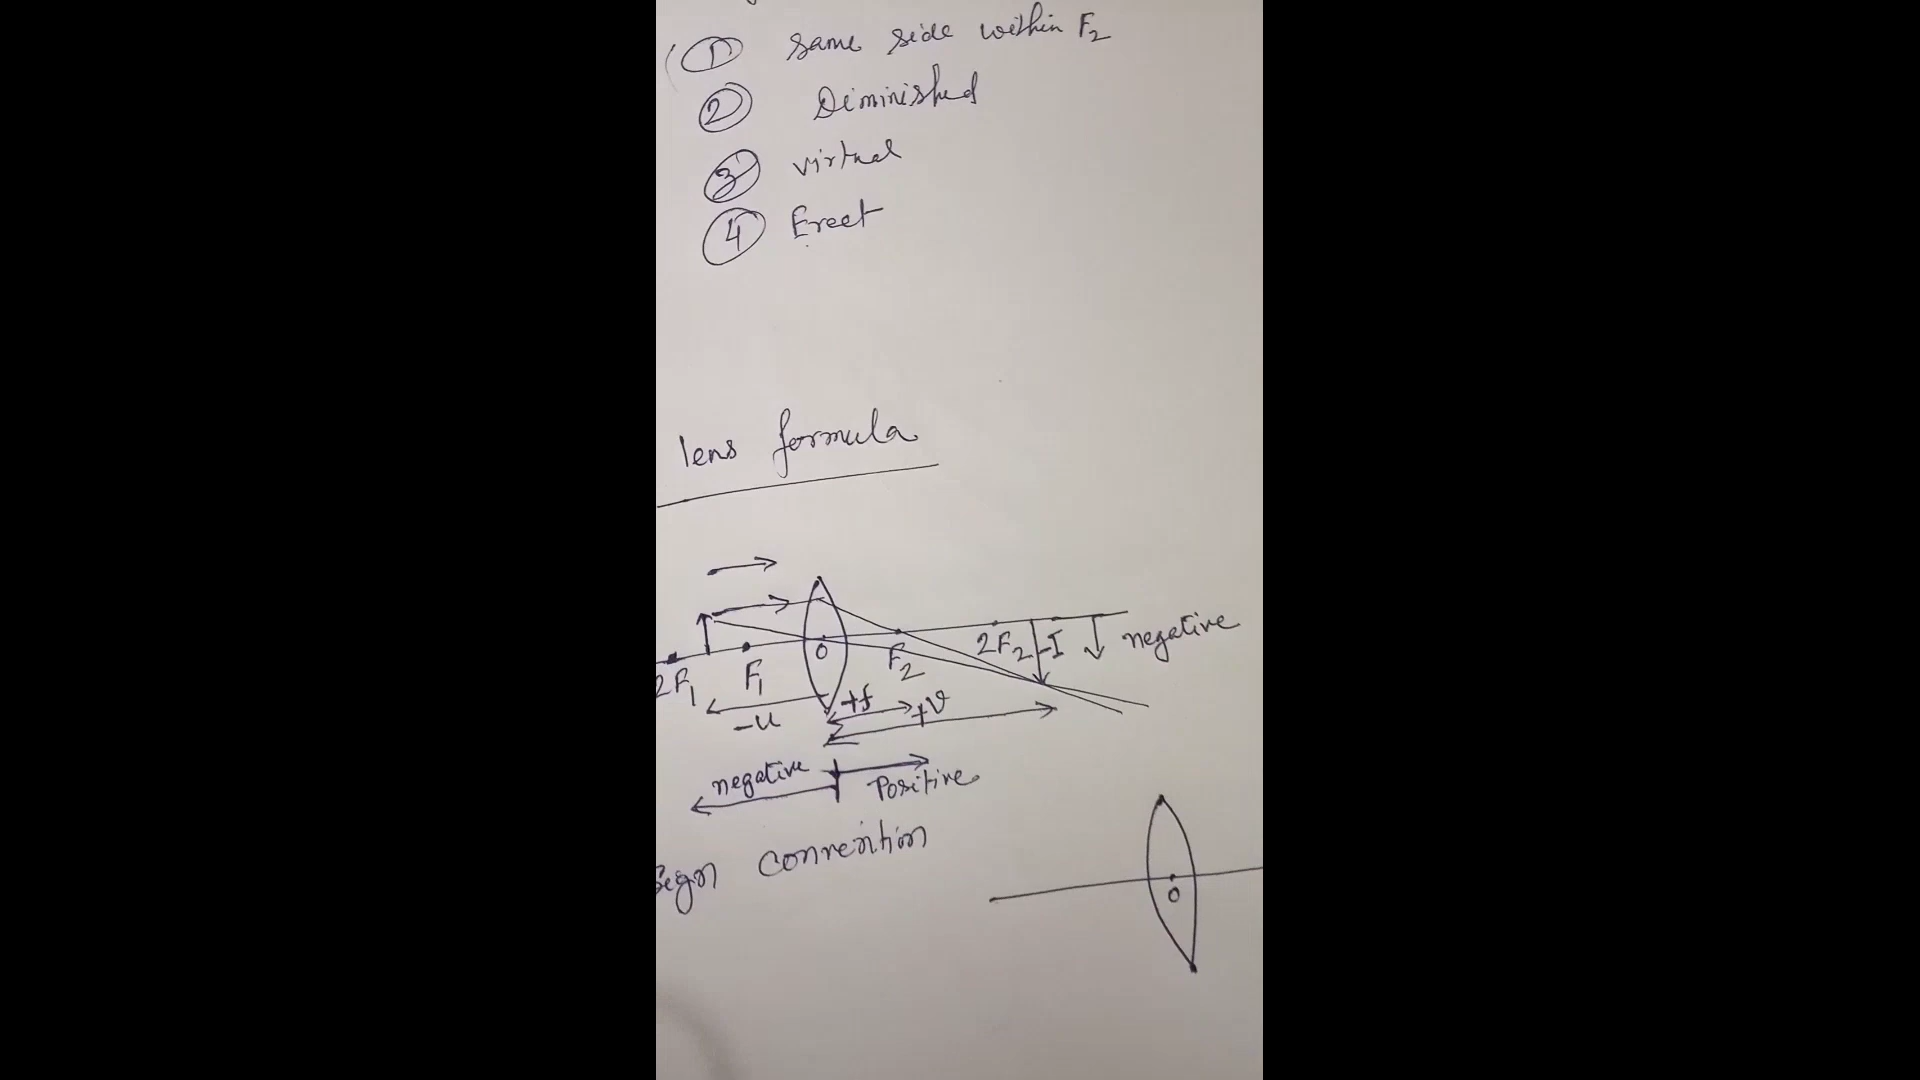 ① same side within F₂
② Diminished
③ virtual
④ Erect
lens formula
2F₁ F₁ O F₂ 2F₂ -I negative
-u +f +v
negative Positive
convention
O